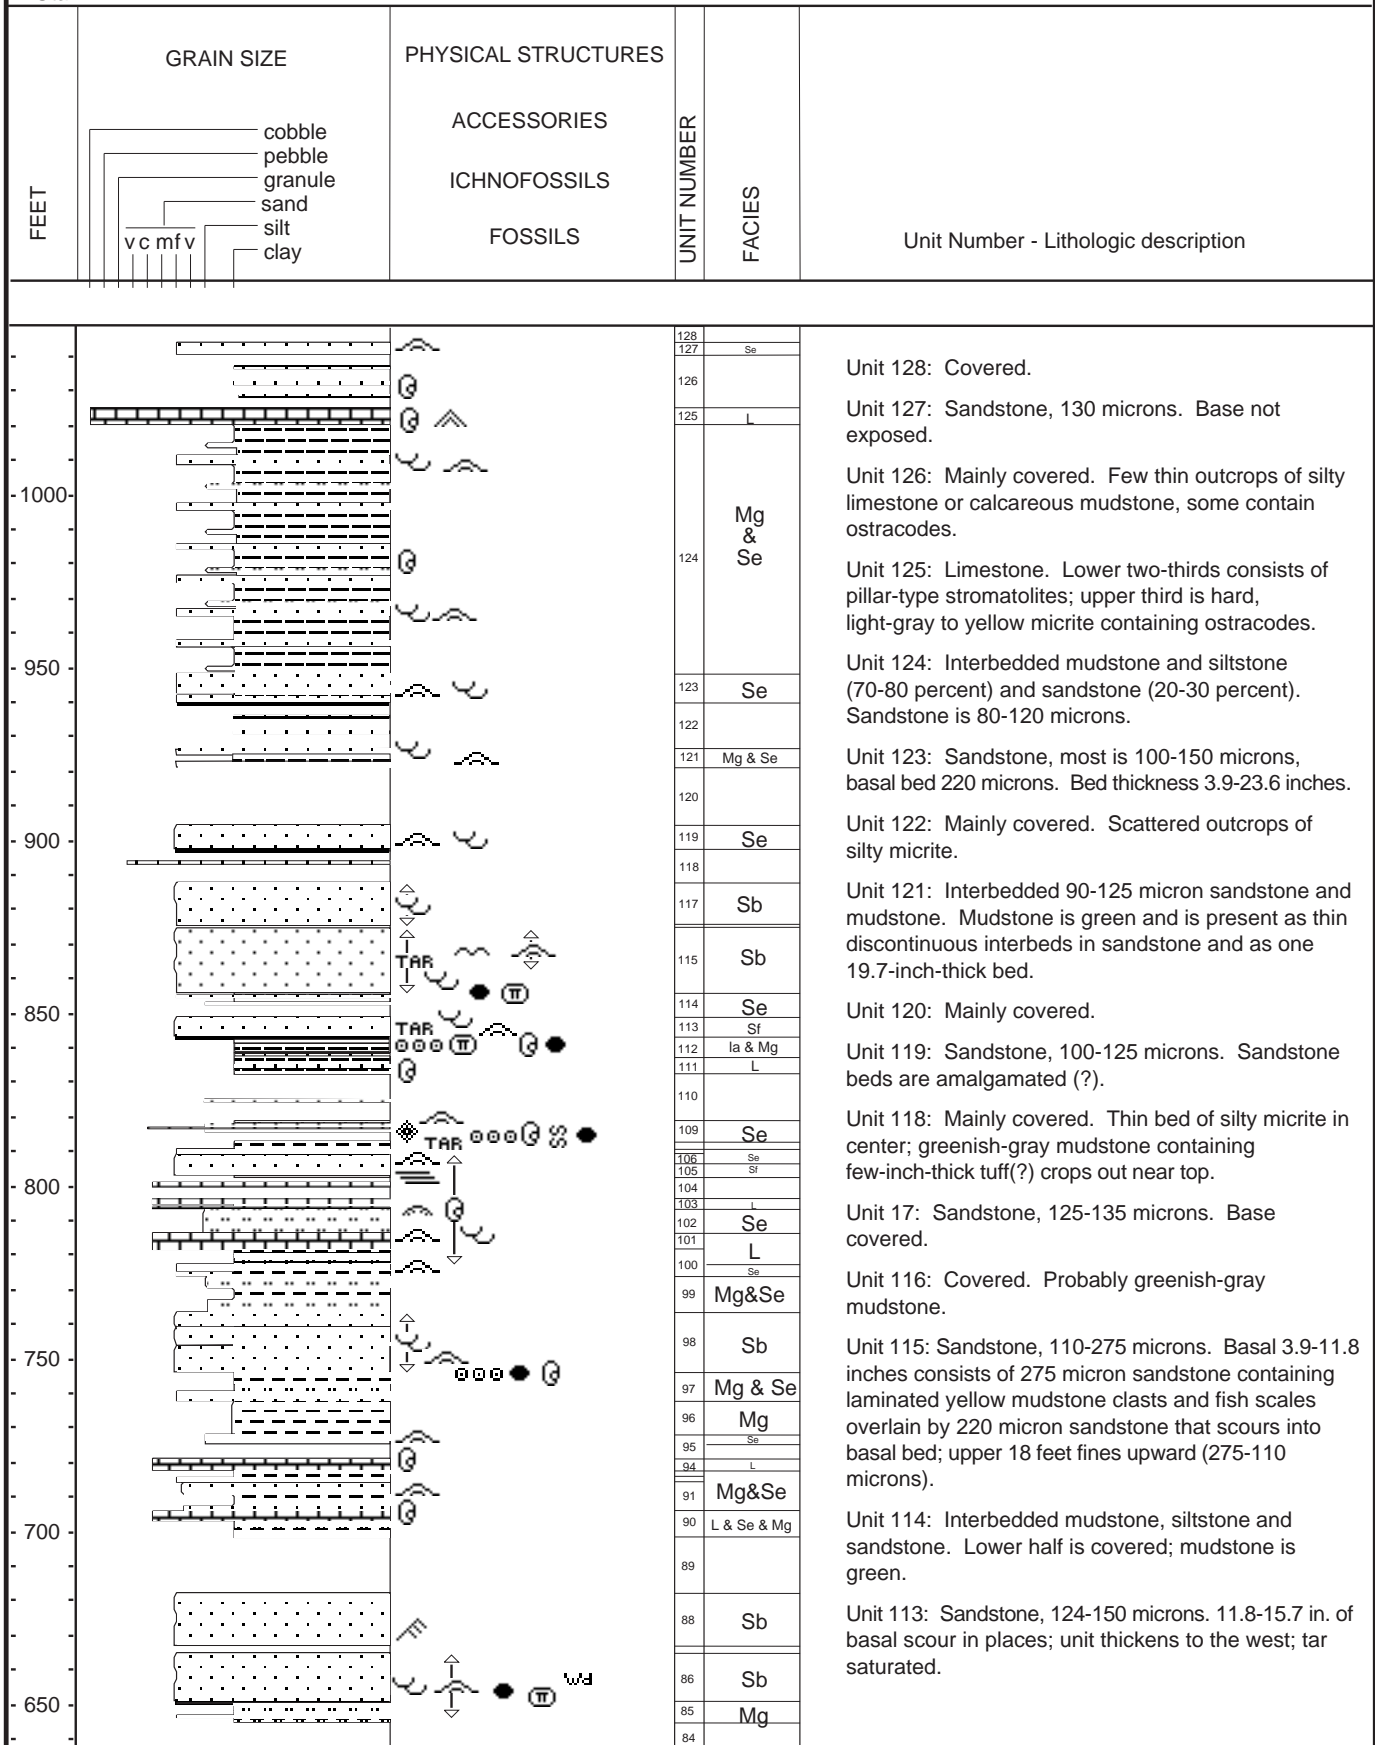 GRAIN SIZE
PHYSICAL STRUCTURES
ACCESSORIES
ICHNOFOSSILS
FOSSILS
cobble
pebble
granule
sand
silt
clay
v c m f v
FEET
UNIT NUMBER
FACIES
Unit Number - Lithologic description
128
127 Se
126
125 L
1000
Mg
&
Se
124
950
123 Se
122
121 Mg & Se
120
900
119 Se
118
117 Sb
TAR
115 Sb
π
850
114 Se
TAR
113 Sf
π
112 Ia & Mg
111 L
110
109 Se
TAR
SS
106 Se
105 Sf
800
104
103 L
102 Se
101
L
100
Se
99 Mg&Se
98 Sb
750
97 Mg & Se
96 Mg
Se
95
94 L
91 Mg&Se
700
90 L & Se & Mg
89
88 Sb
86 Sb
π
Wd
650
85 Mg
84
Unit 128: Covered.
Unit 127: Sandstone, 130 microns. Base not
exposed.
Unit 126: Mainly covered. Few thin outcrops of silty
limestone or calcareous mudstone, some contain
ostracodes.
Unit 125: Limestone. Lower two-thirds consists of
pillar-type stromatolites; upper third is hard,
light-gray to yellow micrite containing ostracodes.
Unit 124: Interbedded mudstone and siltstone
(70-80 percent) and sandstone (20-30 percent).
Sandstone is 80-120 microns.
Unit 123: Sandstone, most is 100-150 microns,
basal bed 220 microns. Bed thickness 3.9-23.6 inches.
Unit 122: Mainly covered. Scattered outcrops of
silty micrite.
Unit 121: Interbedded 90-125 micron sandstone and
mudstone. Mudstone is green and is present as thin
discontinuous interbeds in sandstone and as one
19.7-inch-thick bed.
Unit 120: Mainly covered.
Unit 119: Sandstone, 100-125 microns. Sandstone
beds are amalgamated (?).
Unit 118: Mainly covered. Thin bed of silty micrite in
center; greenish-gray mudstone containing
few-inch-thick tuff(?) crops out near top.
Unit 17: Sandstone, 125-135 microns. Base
covered.
Unit 116: Covered. Probably greenish-gray
mudstone.
Unit 115: Sandstone, 110-275 microns. Basal 3.9-11.8
inches consists of 275 micron sandstone containing
laminated yellow mudstone clasts and fish scales
overlain by 220 micron sandstone that scours into
basal bed; upper 18 feet fines upward (275-110
microns).
Unit 114: Interbedded mudstone, siltstone and
sandstone. Lower half is covered; mudstone is
green.
Unit 113: Sandstone, 124-150 microns. 11.8-15.7 in. of
basal scour in places; unit thickens to the west; tar
saturated.